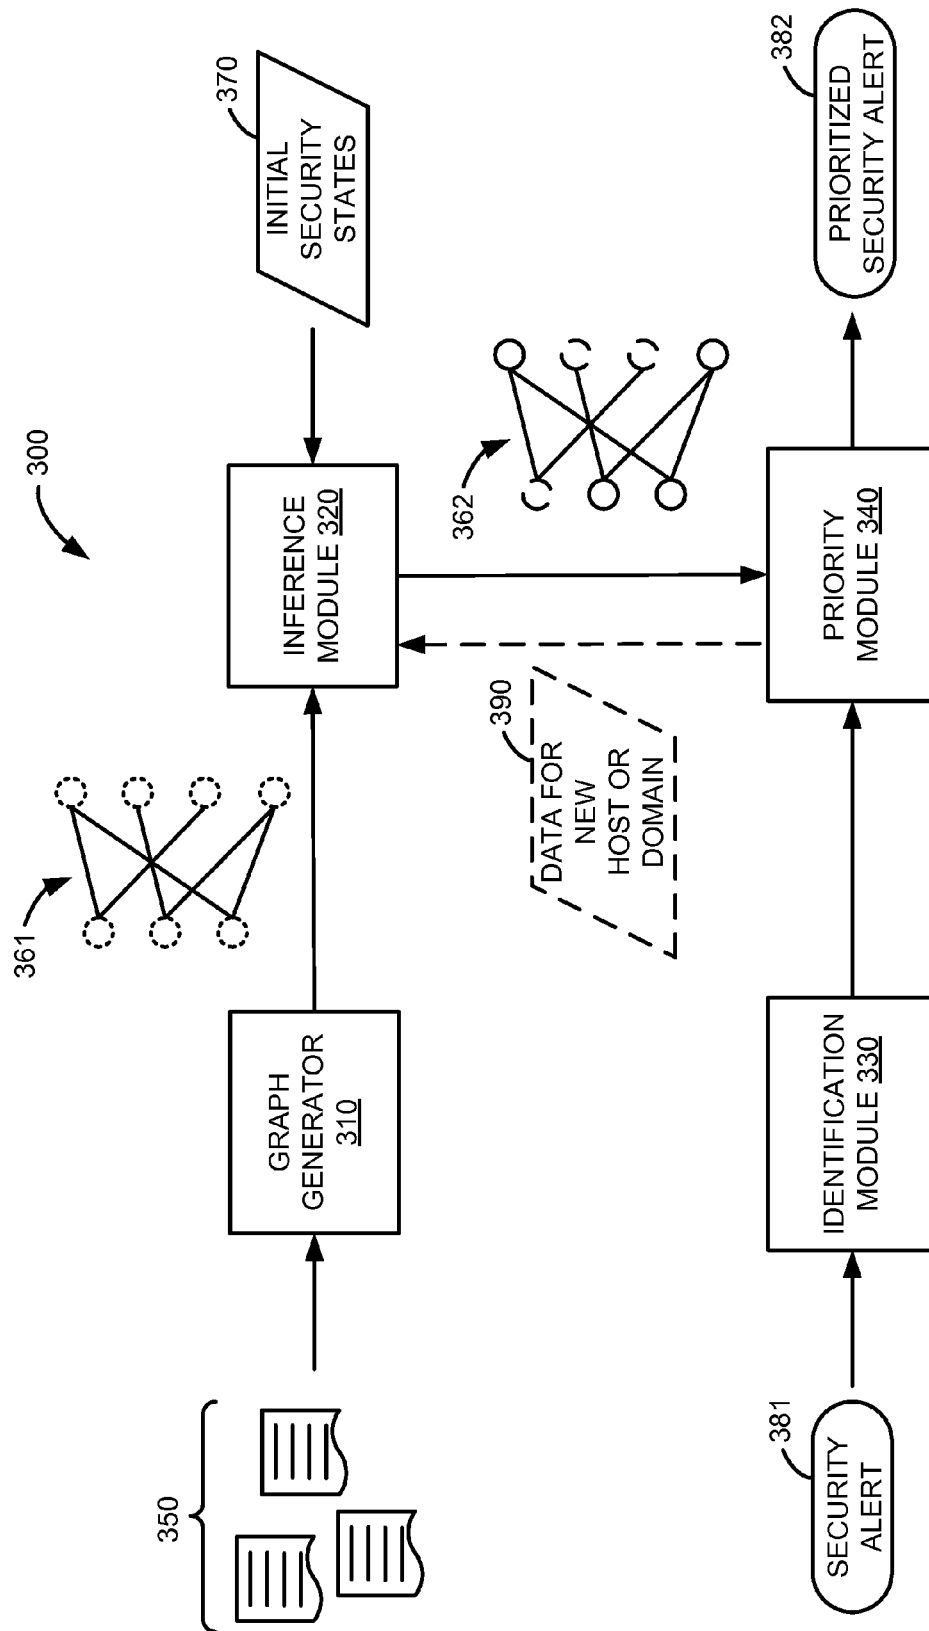 300
350
GRAPH
GENERATOR
310
361
INFERENCE
MODULE 320
370
INITIAL
SECURITY
STATES
390
DATA FOR
NEW
HOST OR
DOMAIN
362
381
SECURITY
ALERT
IDENTIFICATION
MODULE 330
PRIORITY
MODULE 340
382
PRIORITIZED
SECURITY ALERT